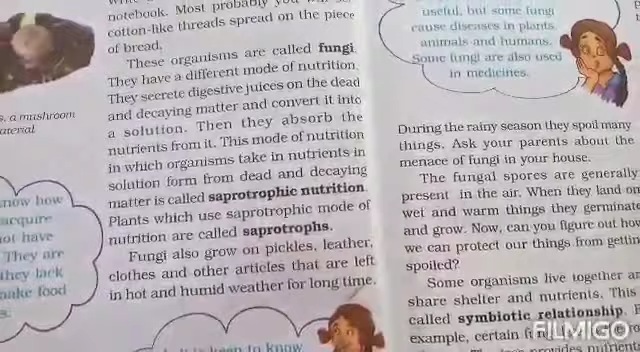 notebook. Most probably you
cotton-like threads spread on the piece
of bread.
These organisms are called fungi.
They have a different mode of nutrition.
They secrete digestive juices on the dead
and decaying matter and convert it into
a solution. Then they absorb the
nutrients from it. This mode of nutrition
in which organisms take in nutrients in
solution form from dead and decaying
matter is called saprotrophic nutrition.
Plants which use saprotrophic mode of
nutrition are called saprotrophs.
Fungi also grow on pickles, leather,
clothes and other articles that are left
in hot and humid weather for long time.
keen to know
a mushroom
now how
acquire
not have
They are
they lack
make food
useful, but some fungi
cause diseases in plants,
animals and humans.
Some fungi are also used
in medicines.
During the rainy season they spoil many
things. Ask your parents about the
menace of fungi in your house.
The fungal spores are generally
present in the air. When they land on
wet and warm things they germinate
and grow. Now, can you figure out how
we can protect our things from getting
spoiled?
Some organisms live together an
share shelter and nutrients. This
called symbiotic relationship.
example, certain
provides nutrient
FILMIGO